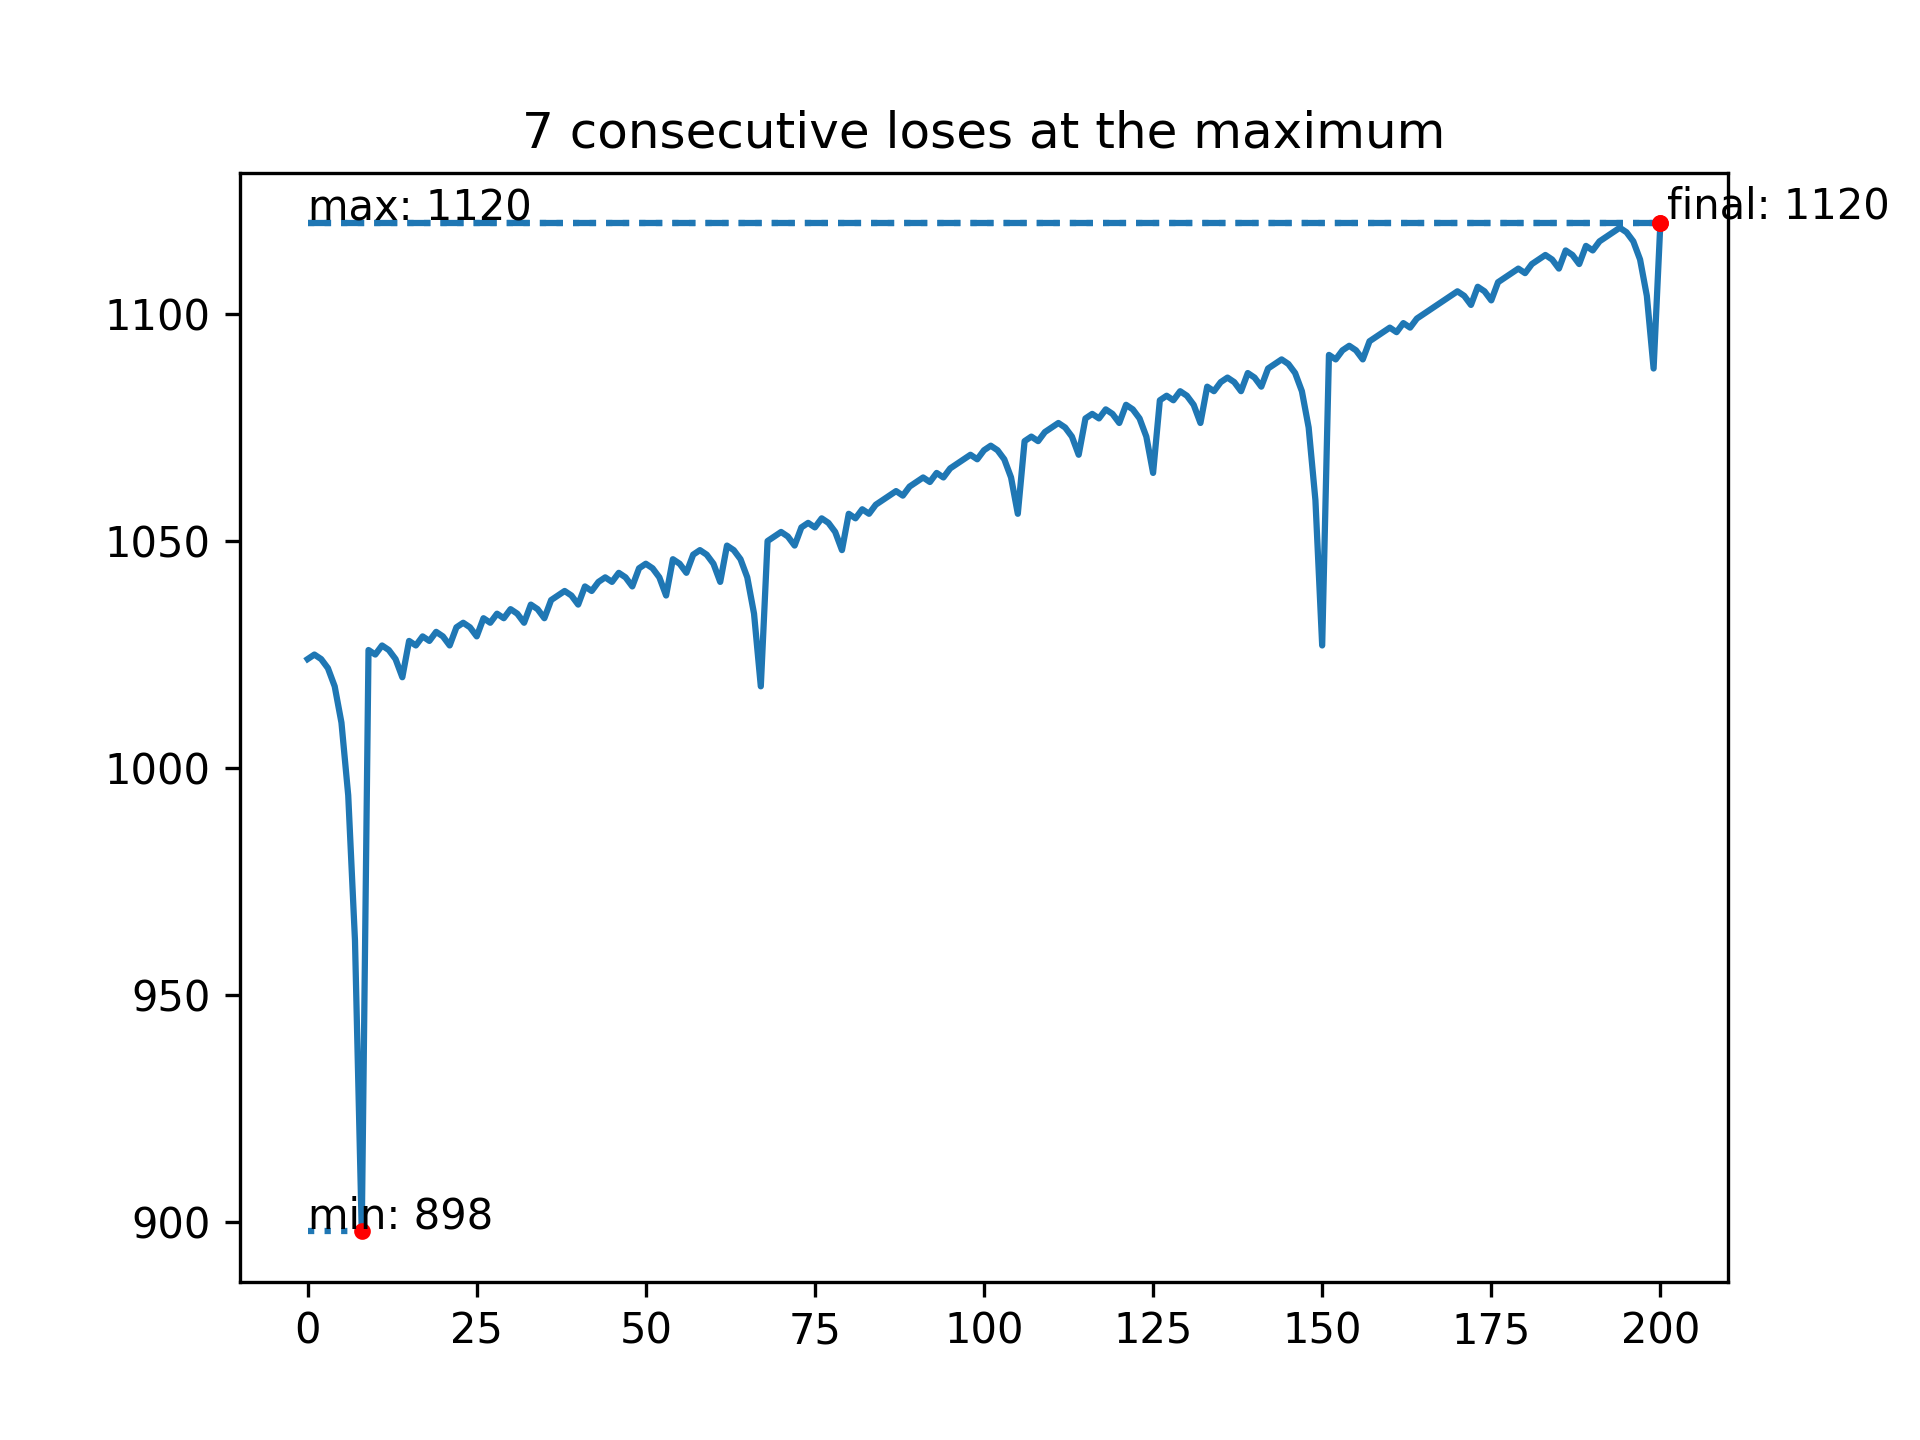 7 consecutive loses at the maximum
max: 1120
final: 1120
1100
1050
1000
950
900
min: 898
0 25 50 75 100 125 150 175 200